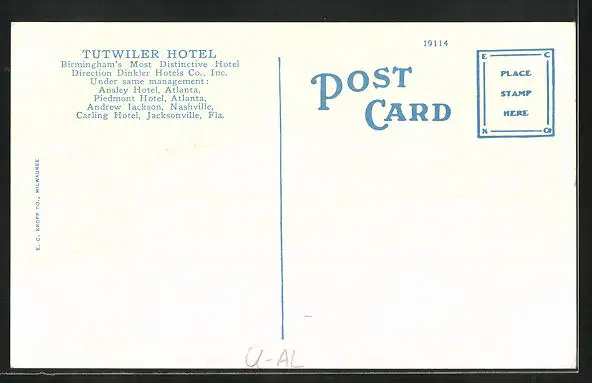 TUTWILER HOTEL
Birmingham's Most Distinctive Hotel
Direction Dinkler Hotels Co., Inc.
Under same management:
Ansley Hotel, Atlanta,
Piedmont Hotel, Atlanta,
Andrew Jackson, Nashville,
Carling Hotel, Jacksonville, Fla.
E. C. KROPP CO., MILWAUKEE
19114
POST
CARD
E C
PLACE
STAMP
HERE
K Co
U-AL